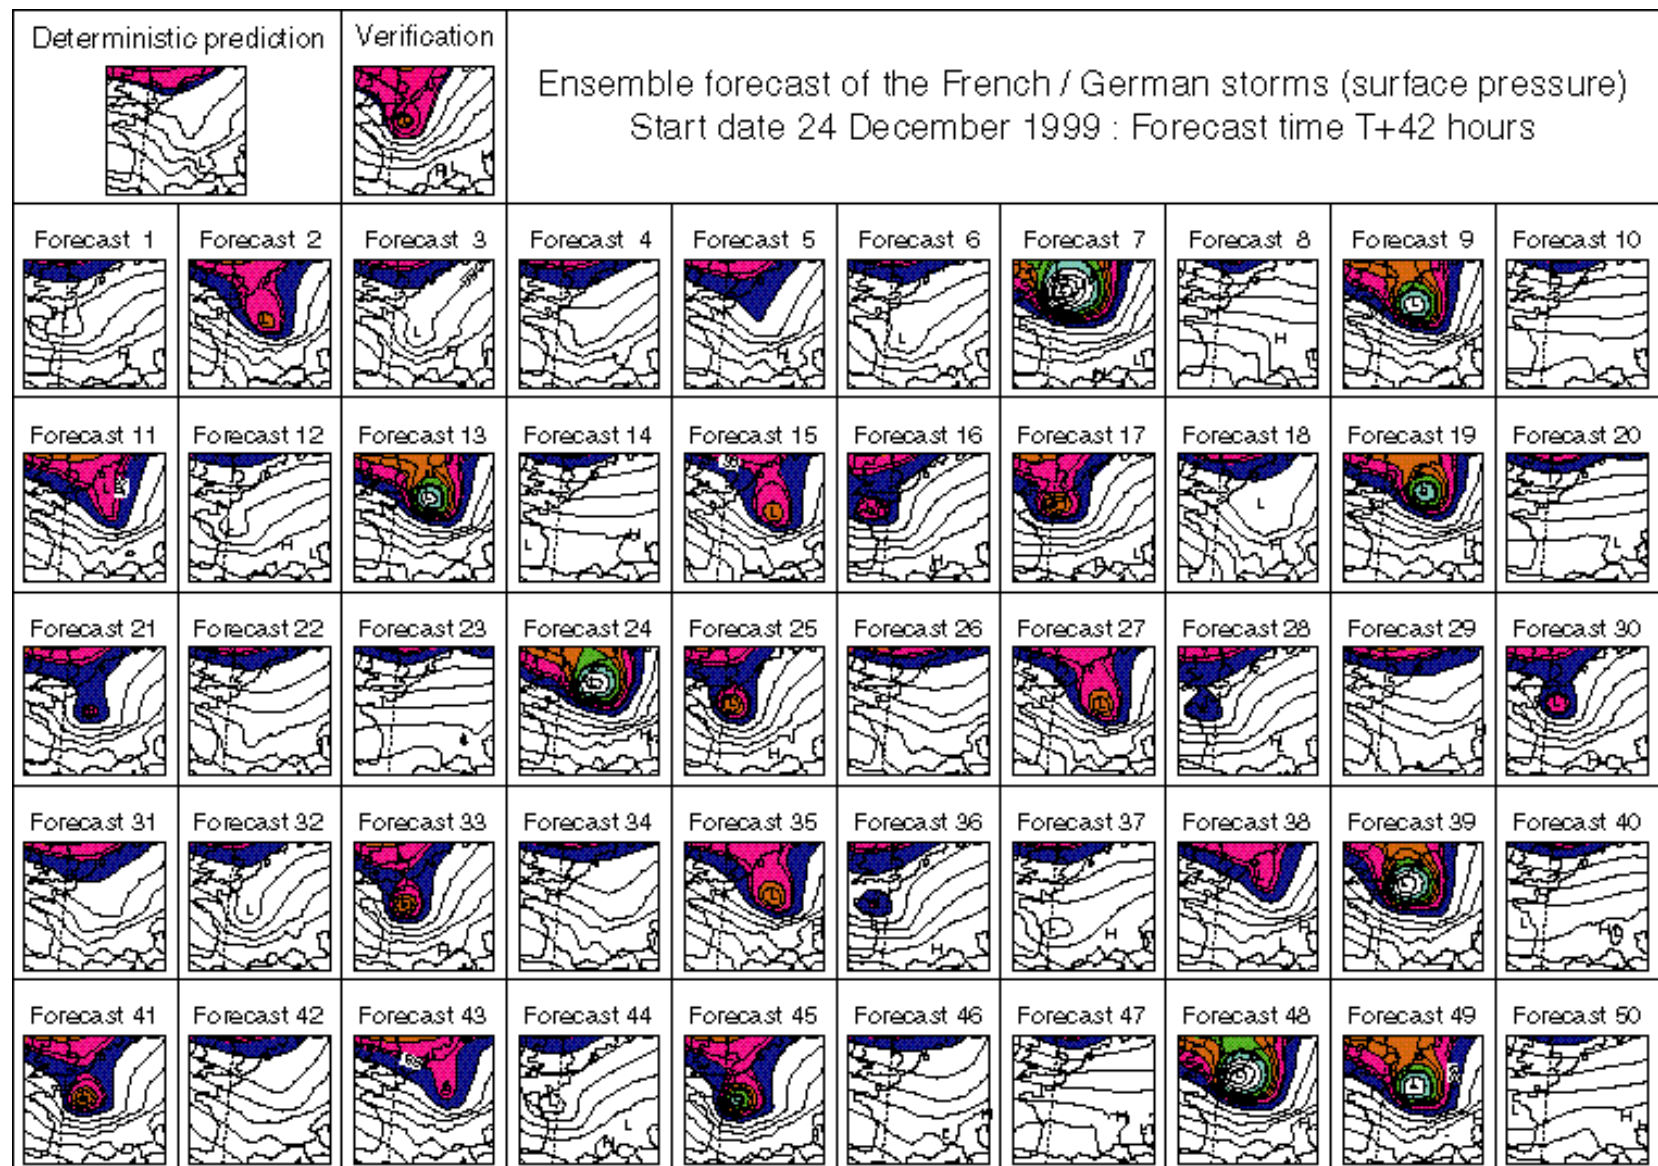 Deterministic prediction
Verification
Ensemble forecast of the French / German storms (surface pressure)
Start date 24 December 1999 : Forecast time T+42 hours
Forecast 1
Forecast 2
Forecast 3
Forecast 4
Forecast 5
Forecast 6
Forecast 7
Forecast 8
Forecast 9
Forecast 10
Forecast 11
Forecast 12
Forecast 13
Forecast 14
Forecast 15
Forecast 16
Forecast 17
Forecast 18
Forecast 19
Forecast 20
Forecast 21
Forecast 22
Forecast 23
Forecast 24
Forecast 25
Forecast 26
Forecast 27
Forecast 28
Forecast 29
Forecast 30
Forecast 31
Forecast 32
Forecast 33
Forecast 34
Forecast 35
Forecast 36
Forecast 37
Forecast 38
Forecast 39
Forecast 40
Forecast 41
Forecast 42
Forecast 43
Forecast 44
Forecast 45
Forecast 46
Forecast 47
Forecast 48
Forecast 49
Forecast 50